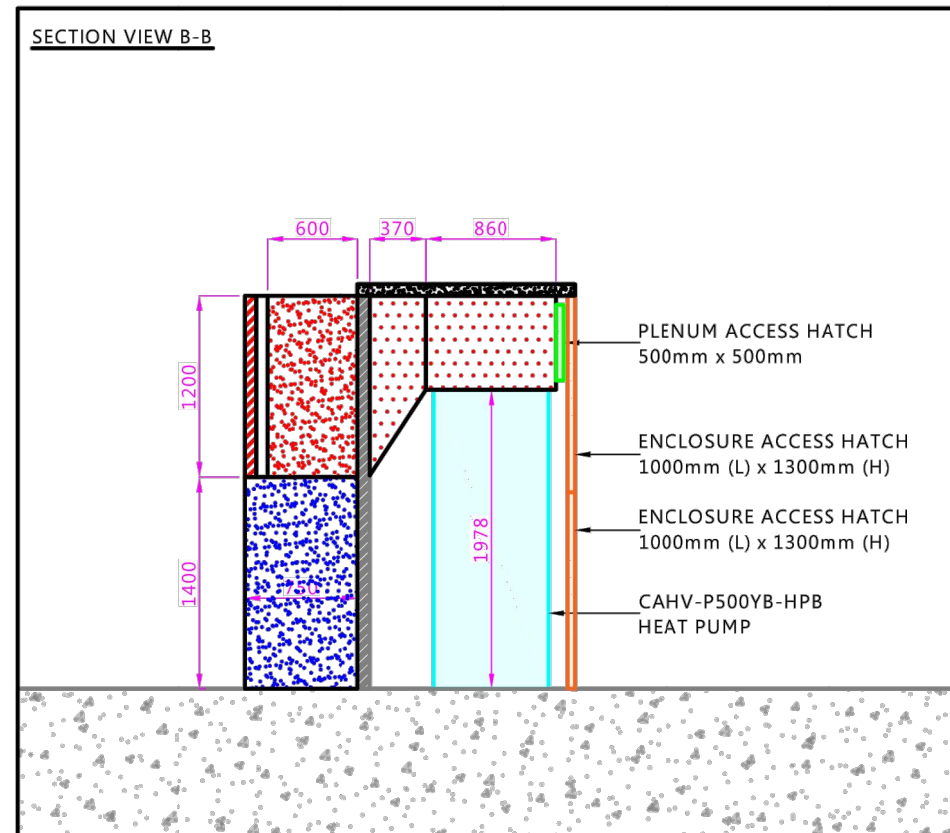 SECTION VIEW B-B
600
370
860
PLENUM ACCESS HATCH
500mm x 500mm
1200
ENCLOSURE ACCESS HATCH
1000mm (L) x 1300mm (H)
ENCLOSURE ACCESS HATCH
1000mm (L) x 1300mm (H)
1978
1400
750
CAHV-P500YB-HPB
HEAT PUMP